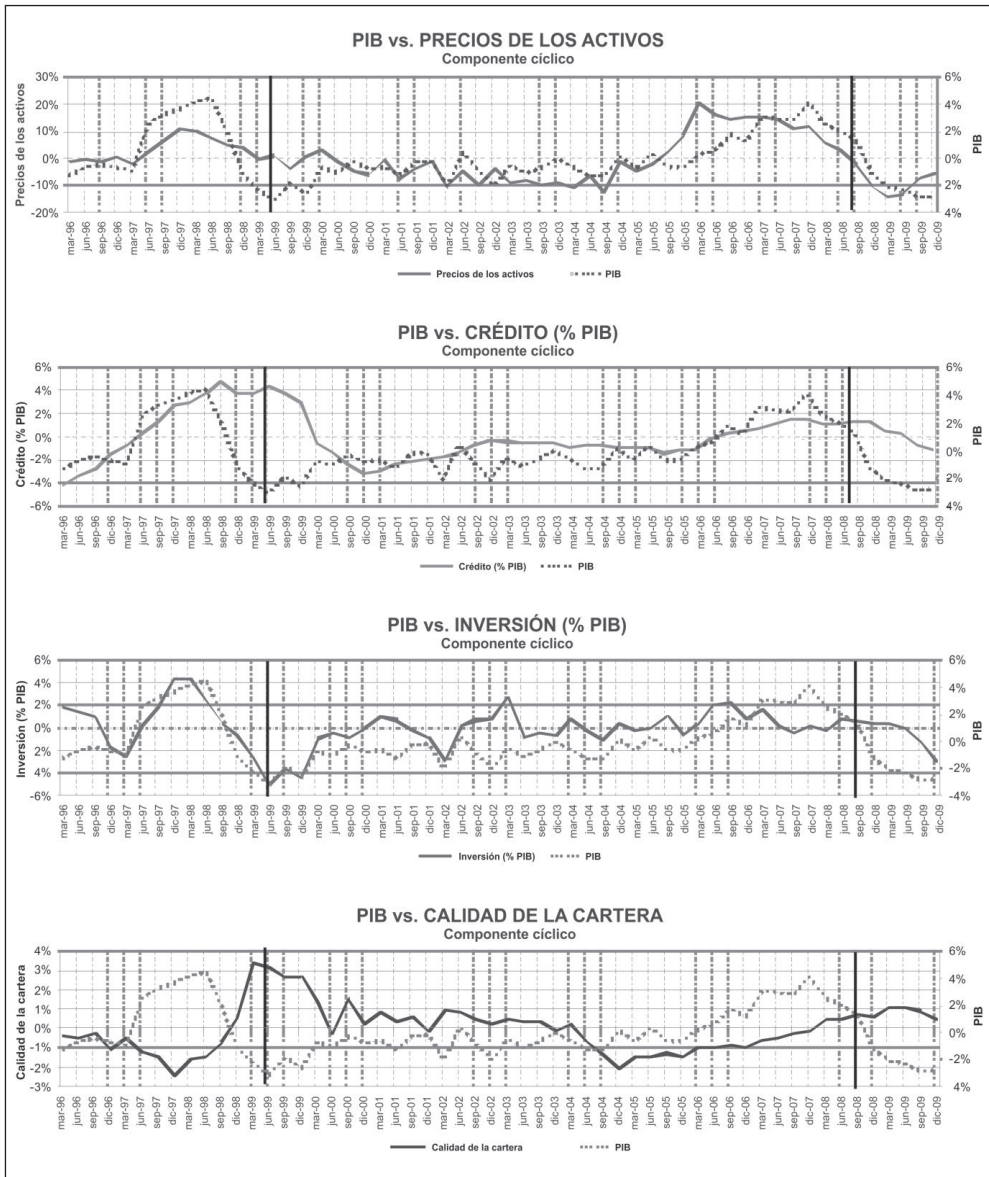 PIB vs. PRECIOS DE LOS ACTIVOS
Componente cíclico
Precios de los activos
30%
20%
10%
0%
-10%
-20%
6%
4%
2%
0%
2%
4%
PIB
mar-96 jun-96 sep-96 dic-96 mar-97 jun-97 sep-97 dic-97 mar-98 jun-98 sep-98 dic-98 mar-99 jun-99 sep-99 dic-99 mar-00 jun-00 sep-00 dic-00 mar-01 jun-01 sep-01 dic-01 mar-02 jun-02 sep-02 dic-02 mar-03 jun-03 sep-03 dic-03 mar-04 jun-04 sep-04 dic-04 mar-05 jun-05 sep-05 dic-05 mar-06 jun-06 sep-06 dic-06 mar-07 jun-07 sep-07 dic-07 mar-08 jun-08 sep-08 dic-08 mar-09 jun-09 sep-09 dic-09
Precios de los activos PIB
PIB vs. CRÉDITO (% PIB)
Componente cíclico
Crédito (% PIB)
6%
4%
2%
0%
-2%
-4%
-6%
6%
4%
2%
0%
2%
4%
PIB
mar-96 jun-96 sep-96 dic-96 mar-97 jun-97 sep-97 dic-97 mar-98 jun-98 sep-98 dic-98 mar-99 jun-99 sep-99 dic-99 mar-00 jun-00 sep-00 dic-00 mar-01 jun-01 sep-01 dic-01 mar-02 jun-02 sep-02 dic-02 mar-03 jun-03 sep-03 dic-03 mar-04 jun-04 sep-04 dic-04 mar-05 jun-05 sep-05 dic-05 mar-06 jun-06 sep-06 dic-06 mar-07 jun-07 sep-07 dic-07 mar-08 jun-08 sep-08 dic-08 mar-09 jun-09 sep-09 dic-09
Crédito (% PIB) PIB
PIB vs. INVERSIÓN (% PIB)
Componente cíclico
Inversión (% PIB)
6%
4%
2%
0%
2%
4%
-6%
6%
4%
2%
0%
-2%
-4%
PIB
mar-96 jun-96 sep-96 dic-96 mar-97 jun-97 sep-97 dic-97 mar-98 jun-98 sep-98 dic-98 mar-99 jun-99 sep-99 dic-99 mar-00 jun-00 sep-00 dic-00 mar-01 jun-01 sep-01 dic-01 mar-02 jun-02 sep-02 dic-02 mar-03 jun-03 sep-03 dic-03 mar-04 jun-04 sep-04 dic-04 mar-05 jun-05 sep-05 dic-05 mar-06 jun-06 sep-06 dic-06 mar-07 jun-07 sep-07 dic-07 mar-08 jun-08 sep-08 dic-08 mar-09 jun-09 sep-09 dic-09
Inversión (% PIB) PIB
PIB vs. CALIDAD DE LA CARTERA
Componente cíclico
Calidad de la cartera
4%
3%
2%
1%
0%
-1%
-2%
-3%
6%
4%
2%
0%
-2%
4%
PIB
mar-96 jun-96 sep-96 dic-96 mar-97 jun-97 sep-97 dic-97 mar-98 jun-98 sep-98 dic-98 mar-99 jun-99 sep-99 dic-99 mar-00 jun-00 sep-00 dic-00 mar-01 jun-01 sep-01 dic-01 mar-02 jun-02 sep-02 dic-02 mar-03 jun-03 sep-03 dic-03 mar-04 jun-04 sep-04 dic-04 mar-05 jun-05 sep-05 dic-05 mar-06 jun-06 sep-06 dic-06 mar-07 jun-07 sep-07 dic-07 mar-08 jun-08 sep-08 dic-08 mar-09 jun-09 sep-09 dic-09
Calidad de la cartera PIB